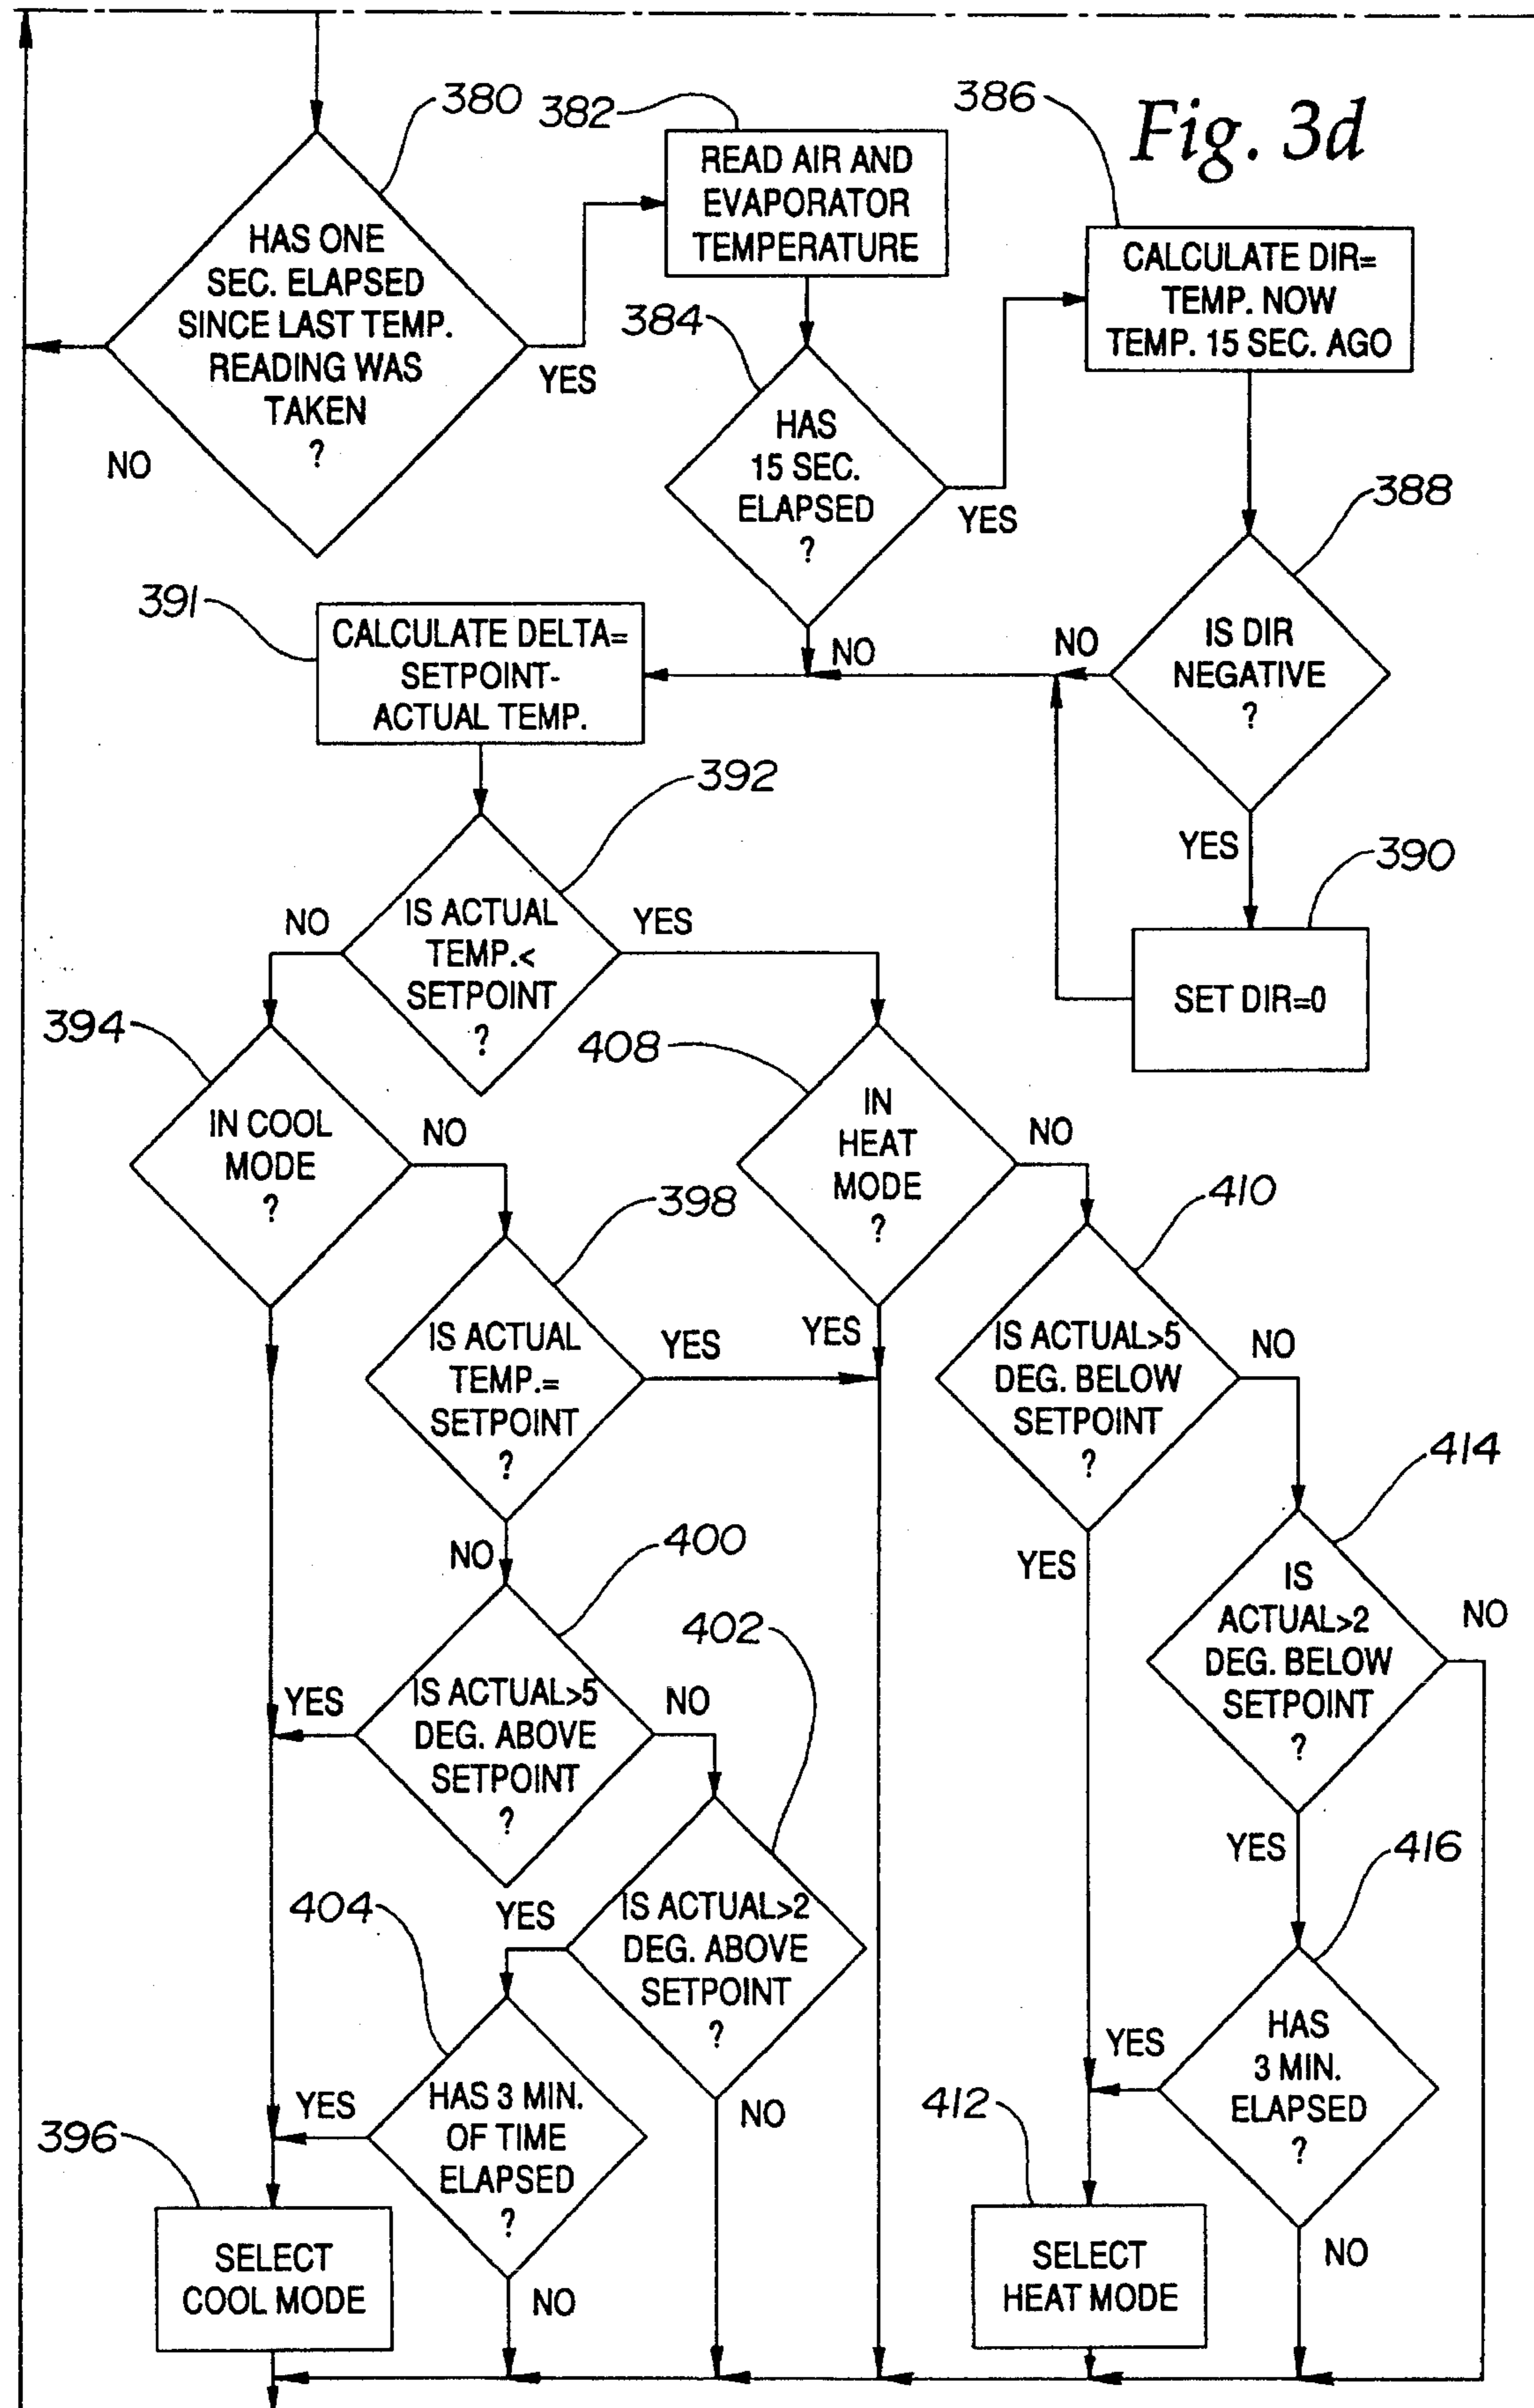 Fig. 3d
380
HAS ONE
SEC. ELAPSED
SINCE LAST TEMP.
READING WAS
TAKEN
?
NO
YES
382
READ AIR AND
EVAPORATOR
TEMPERATURE
384
HAS
15 SEC.
ELAPSED
?
YES
NO
386
CALCULATE DIR=
TEMP. NOW
TEMP. 15 SEC. AGO
388
IS DIR
NEGATIVE
?
NO
YES
390
SET DIR=0
391
CALCULATE DELTA=
SETPOINT-
ACTUAL TEMP.
392
IS ACTUAL
TEMP.<
SETPOINT
?
NO
YES
394
IN COOL
MODE
?
NO
398
IS ACTUAL
TEMP.=
SETPOINT
?
YES
NO
400
IS ACTUAL>5
DEG. ABOVE
SETPOINT
?
YES
NO
402
IS ACTUAL>2
DEG. ABOVE
SETPOINT
?
YES
NO
404
HAS 3 MIN.
OF TIME
ELAPSED
?
YES
NO
396
SELECT
COOL MODE
408
IN
HEAT
MODE
?
YES
NO
410
IS ACTUAL>5
DEG. BELOW
SETPOINT
?
YES
NO
414
IS
ACTUAL>2
DEG. BELOW
SETPOINT
?
NO
YES
416
HAS
3 MIN.
ELAPSED
?
YES
NO
412
SELECT
HEAT MODE